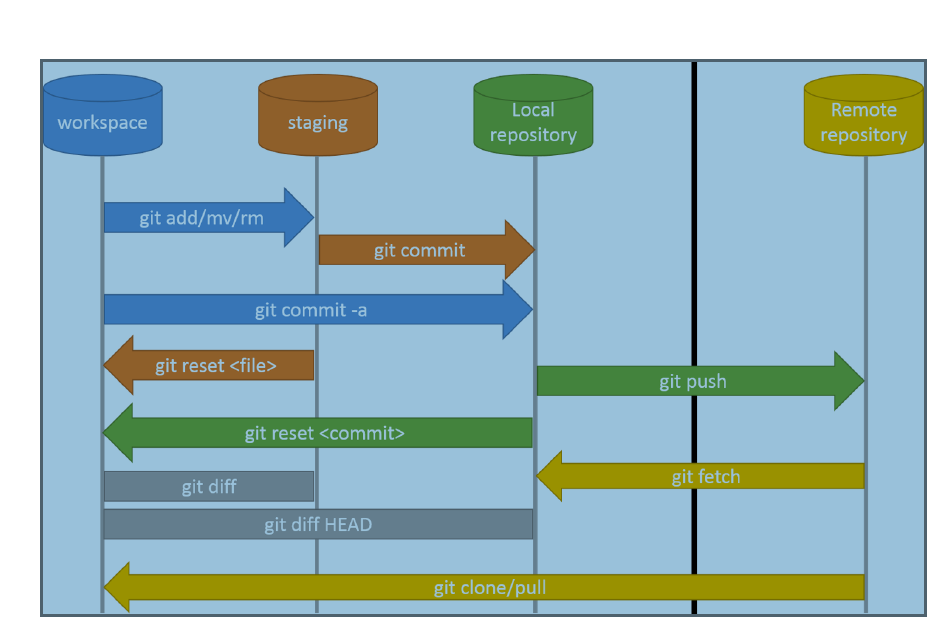 workspace
staging
Local
repository
Remote
repository
git add/mv/rm
git commit
git commit -a
git reset <file>
git push
git reset <commit>
git fetch
git diff
git diff HEAD
git clone/pull